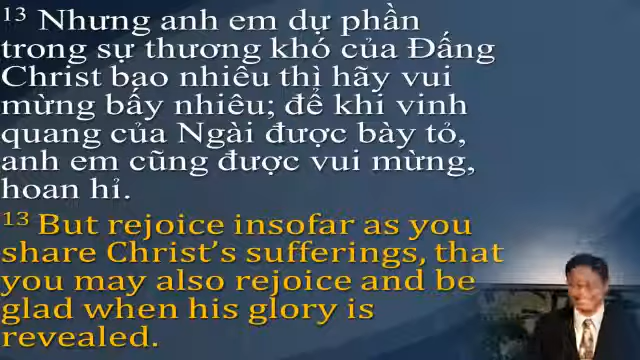 13 Nhưng anh em dự phần
trong sự thương khó của Đấng
Christ bao nhiêu thì hãy vui
mừng bấy nhiêu; để khi vinh
quang của Ngài được bày tỏ,
anh em cũng được vui mừng,
hoan hỉ.
13 But rejoice insofar as you
share Christ’s sufferings, that
you may also rejoice and be
glad when his glory is
revealed.